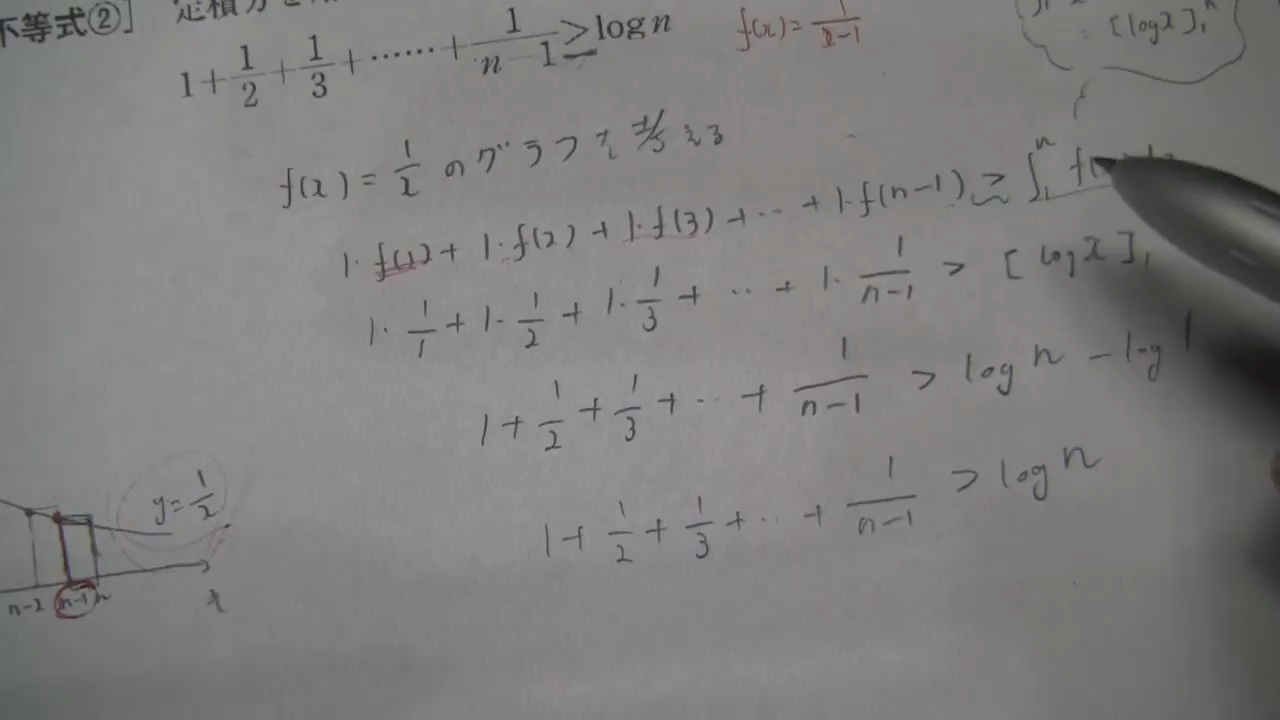 不等式②]
1+1/2+1/3+……+1/(n-1)≧log n
f(x)=1/(x-1)
: [log x]₁ⁿ
f(x)=1/x のグラフを考える
1·f(1)+1·f(2)+1·f(3)+…+1·f(n-1)≧∫₁ⁿ
1·1/1+1·1/2+1·1/3+…+1·1/(n-1)>[log x]₁
1+1/2+1/3+…+1/(n-1)>log n-log 1
1+1/2+1/3+…+1/(n-1)>log n
y=1/2
n-2 n-1 n x